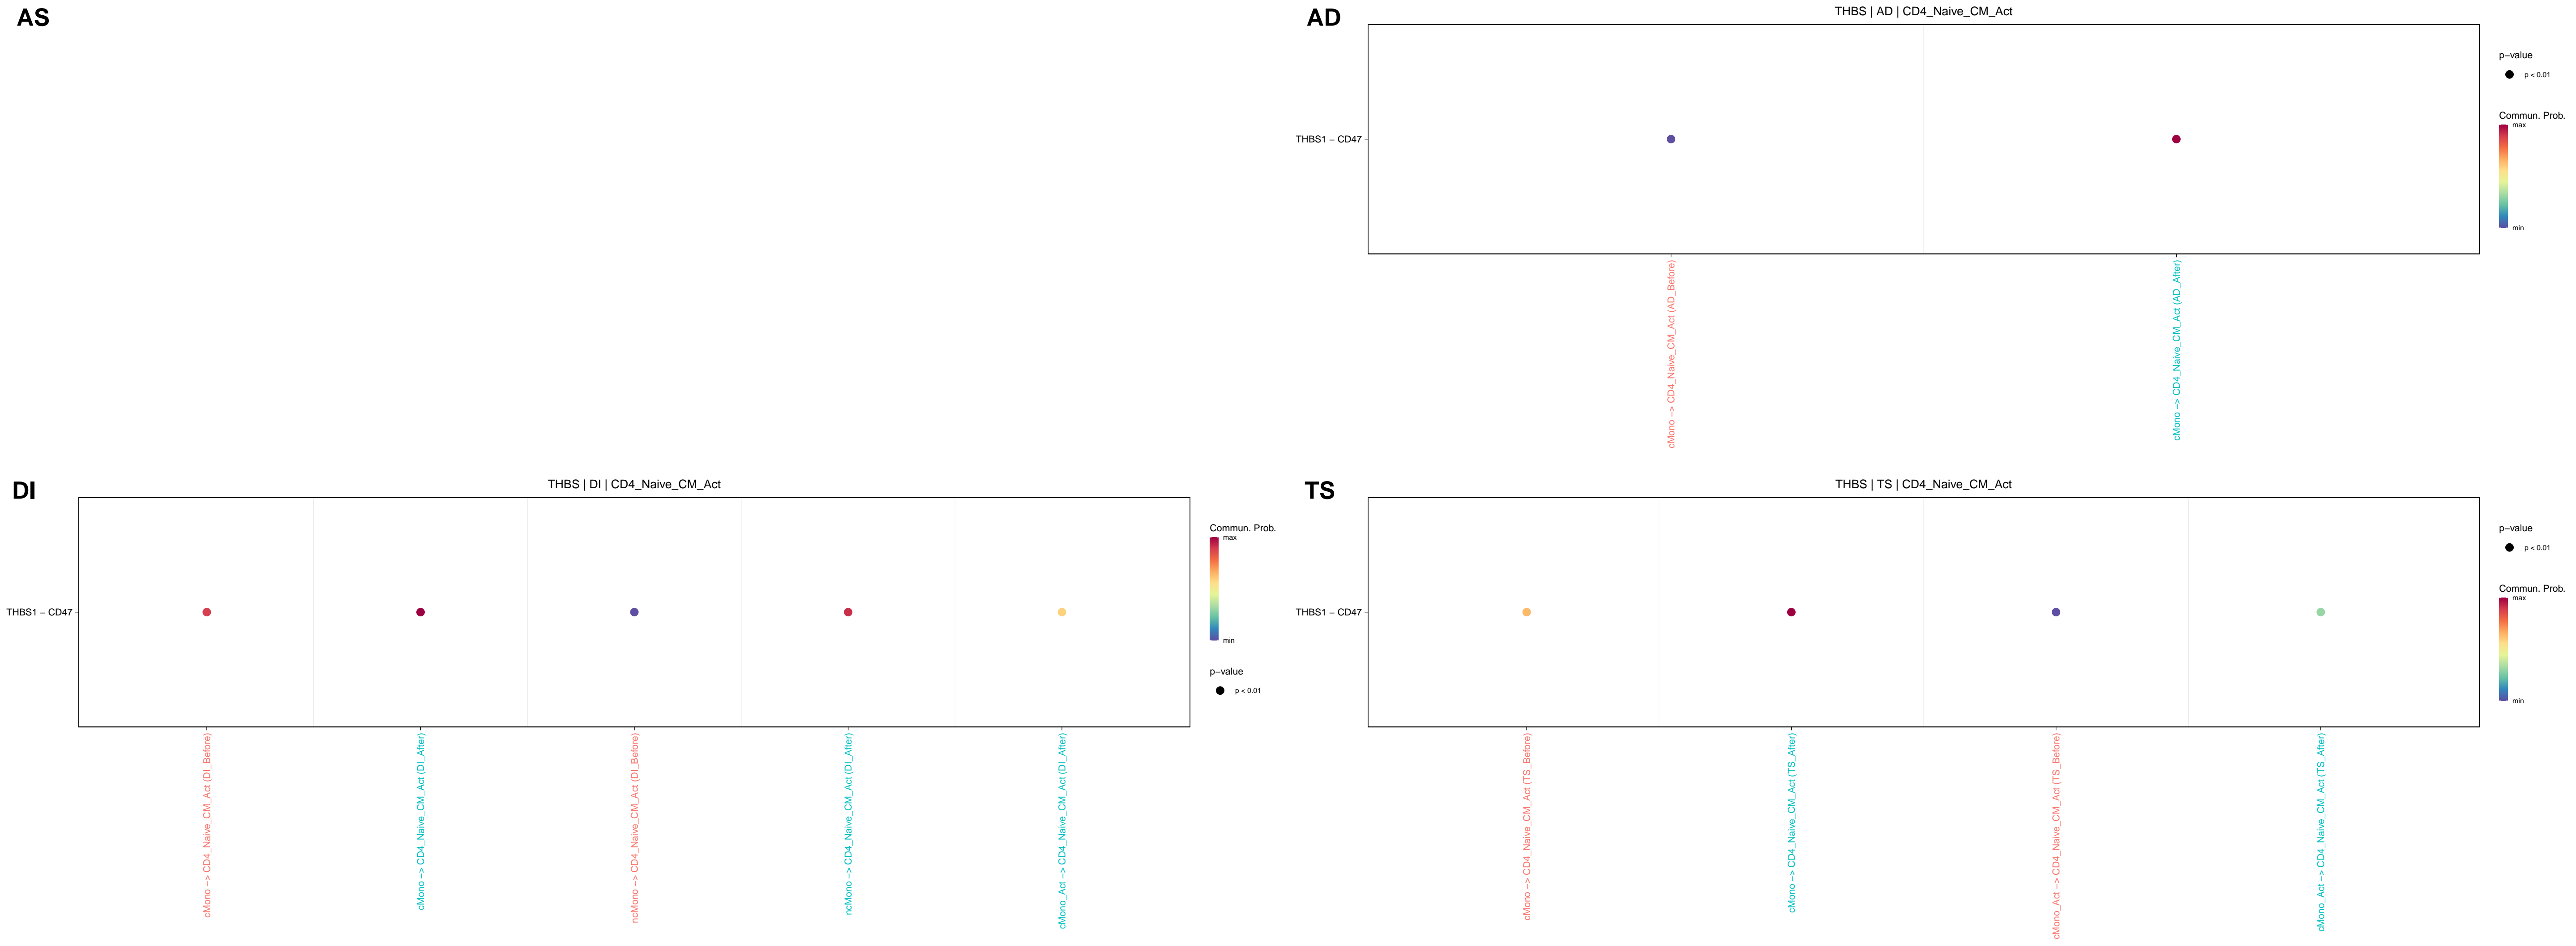 AS
AD
THBS | AD | CD4_Naive_CM_Act
THBS1 – CD47
cMono –> CD4_Naive_CM_Act (AD_Before)
cMono –> CD4_Naive_CM_Act (AD_After)
p–value
p < 0.01
Commun. Prob.
max
min
DI
THBS | DI | CD4_Naive_CM_Act
THBS1 – CD47
cMono –> CD4_Naive_CM_Act (DI_Before)
cMono –> CD4_Naive_CM_Act (DI_After)
ncMono –> CD4_Naive_CM_Act (DI_Before)
ncMono –> CD4_Naive_CM_Act (DI_After)
cMono_Act –> CD4_Naive_CM_Act (DI_After)
Commun. Prob.
max
min
p–value
p < 0.01
TS
THBS | TS | CD4_Naive_CM_Act
THBS1 – CD47
cMono –> CD4_Naive_CM_Act (TS_Before)
cMono –> CD4_Naive_CM_Act (TS_After)
cMono_Act –> CD4_Naive_CM_Act (TS_Before)
cMono_Act –> CD4_Naive_CM_Act (TS_After)
p–value
p < 0.01
Commun. Prob.
max
min